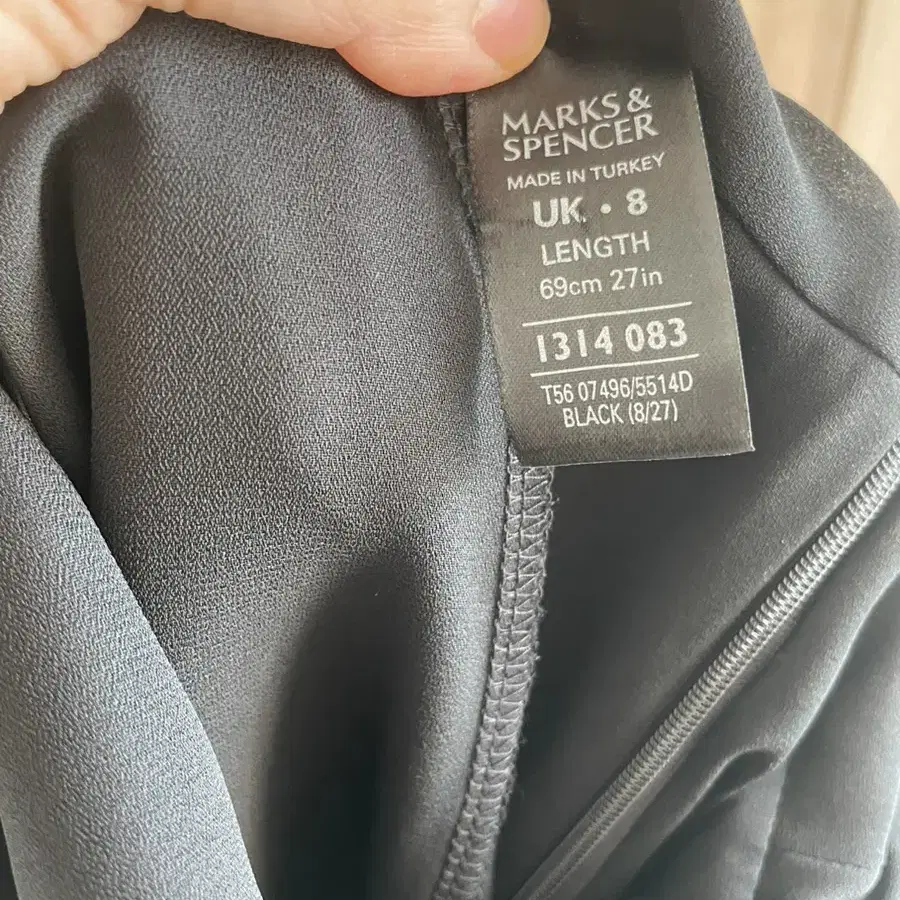 MARKS &
SPENCER
MADE IN TURKEY
UK • 8
LENGTH
69cm 27in
1314 083
T56 07496/5514D
BLACK (8/27)